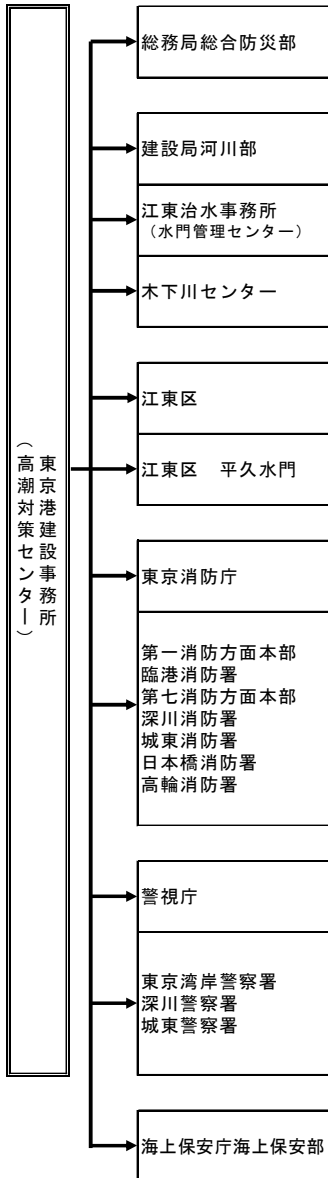 東京港建設事務所
（高潮対策センター）
総務局総合防災部
建設局河川部
江東治水事務所
（水門管理センター）
木下川センター
江東区
江東区　平久水門
東京消防庁
第一消防方面本部
臨港消防署
第七消防方面本部
深川消防署
城東消防署
日本橋消防署
高輪消防署
警視庁
東京湾岸警察署
深川警察署
城東警察署
海上保安庁海上保安部